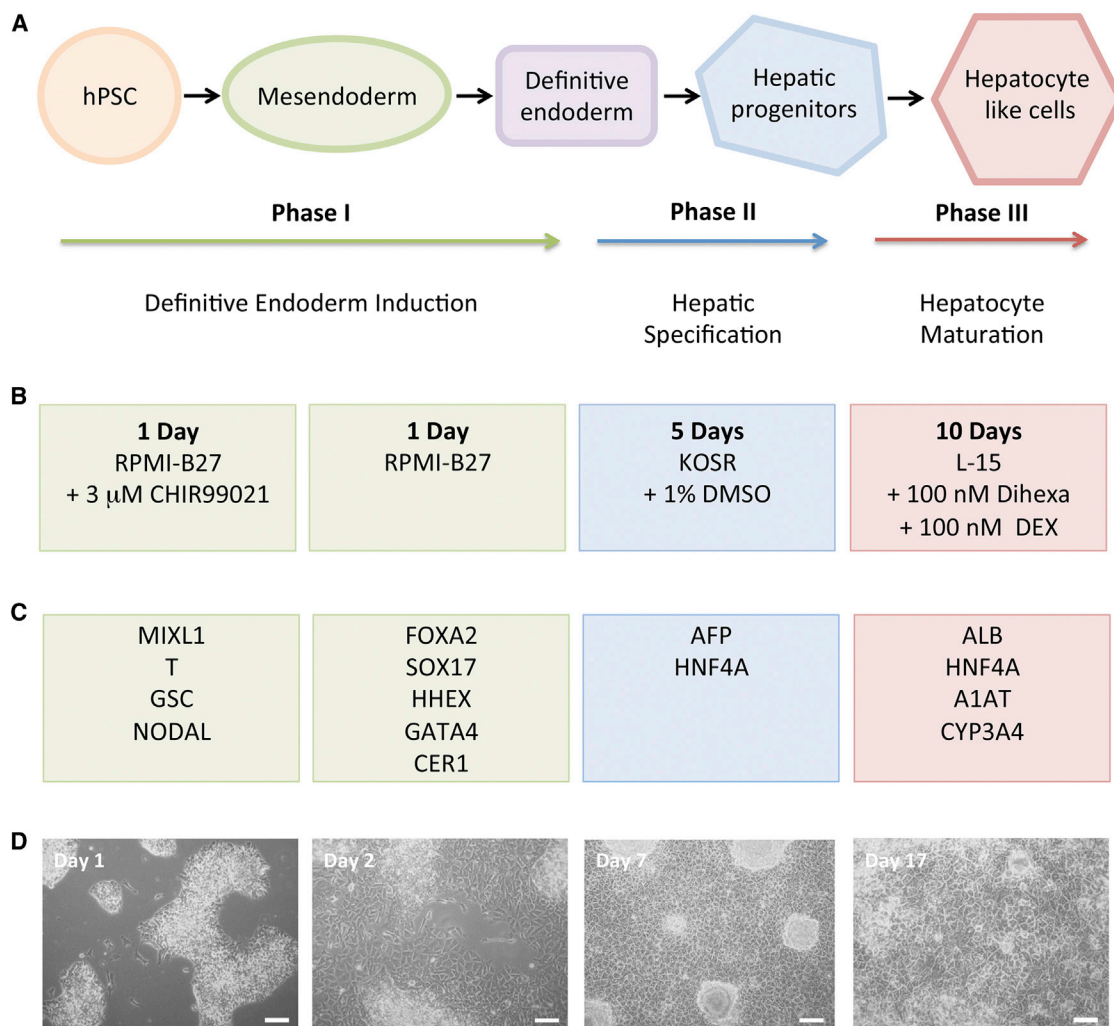 A
hPSC
Mesendoderm
Definitive
endoderm
Hepatic
progenitors
Hepatocyte
like cells
Phase I
Phase II
Phase III
Definitive Endoderm Induction
Hepatic
Specification
Hepatocyte
Maturation
B
1 Day
RPMI-B27
+ 3 μM CHIR99021
1 Day
RPMI-B27
5 Days
KOSR
+ 1% DMSO
10 Days
L-15
+ 100 nM Dihexa
+ 100 nM DEX
C
MIXL1
T
GSC
NODAL
FOXA2
SOX17
HHEX
GATA4
CER1
AFP
HNF4A
ALB
HNF4A
A1AT
CYP3A4
D
Day 1
Day 2
Day 7
Day 17